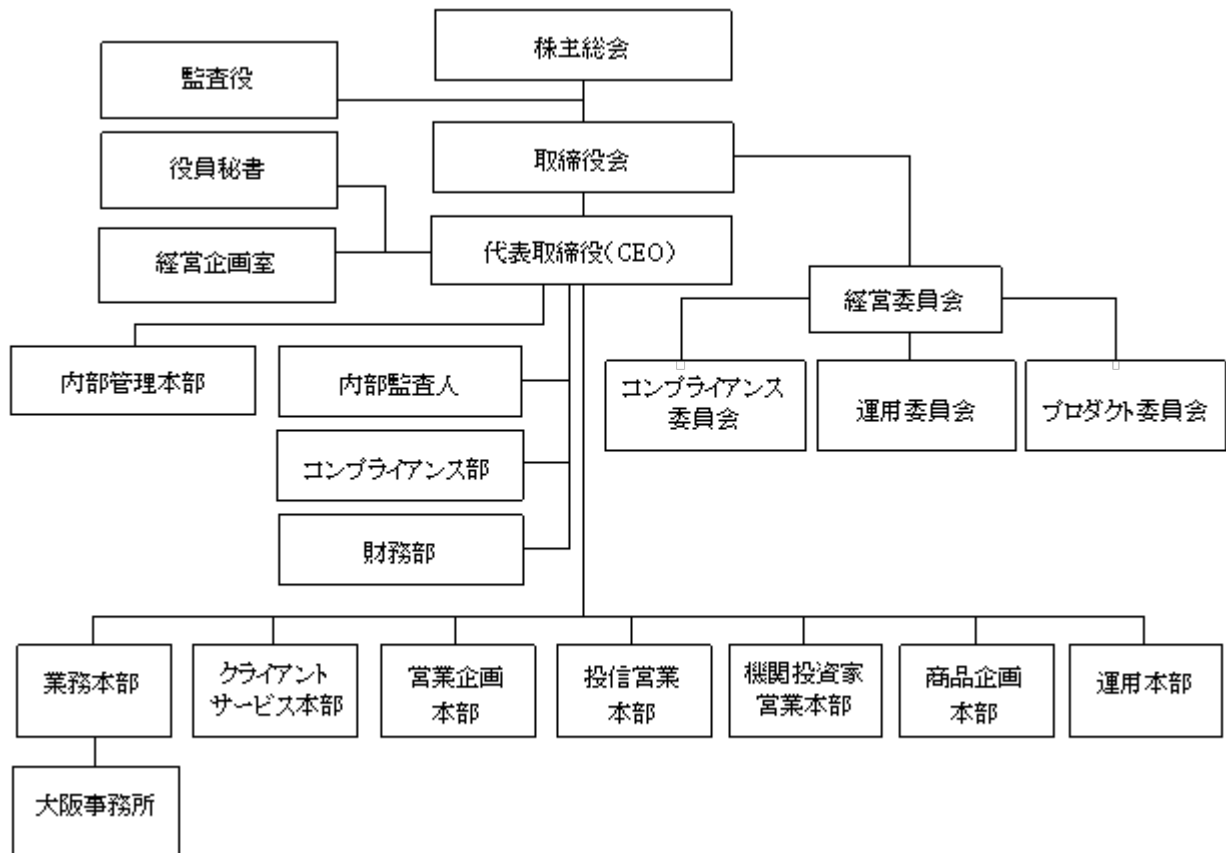 株主総会
監査役
取締役会
役員秘書
代表取締役(CEO)
経営企画室
経営委員会
内部管理本部
内部監査人
コンプライアンス
委員会
運用委員会
プロダクト委員会
コンプライアンス部
財務部
業務本部
クライアント
サービス本部
営業企画
本部
投信営業
本部
機関投資家
営業本部
商品企画
本部
運用本部
大阪事務所